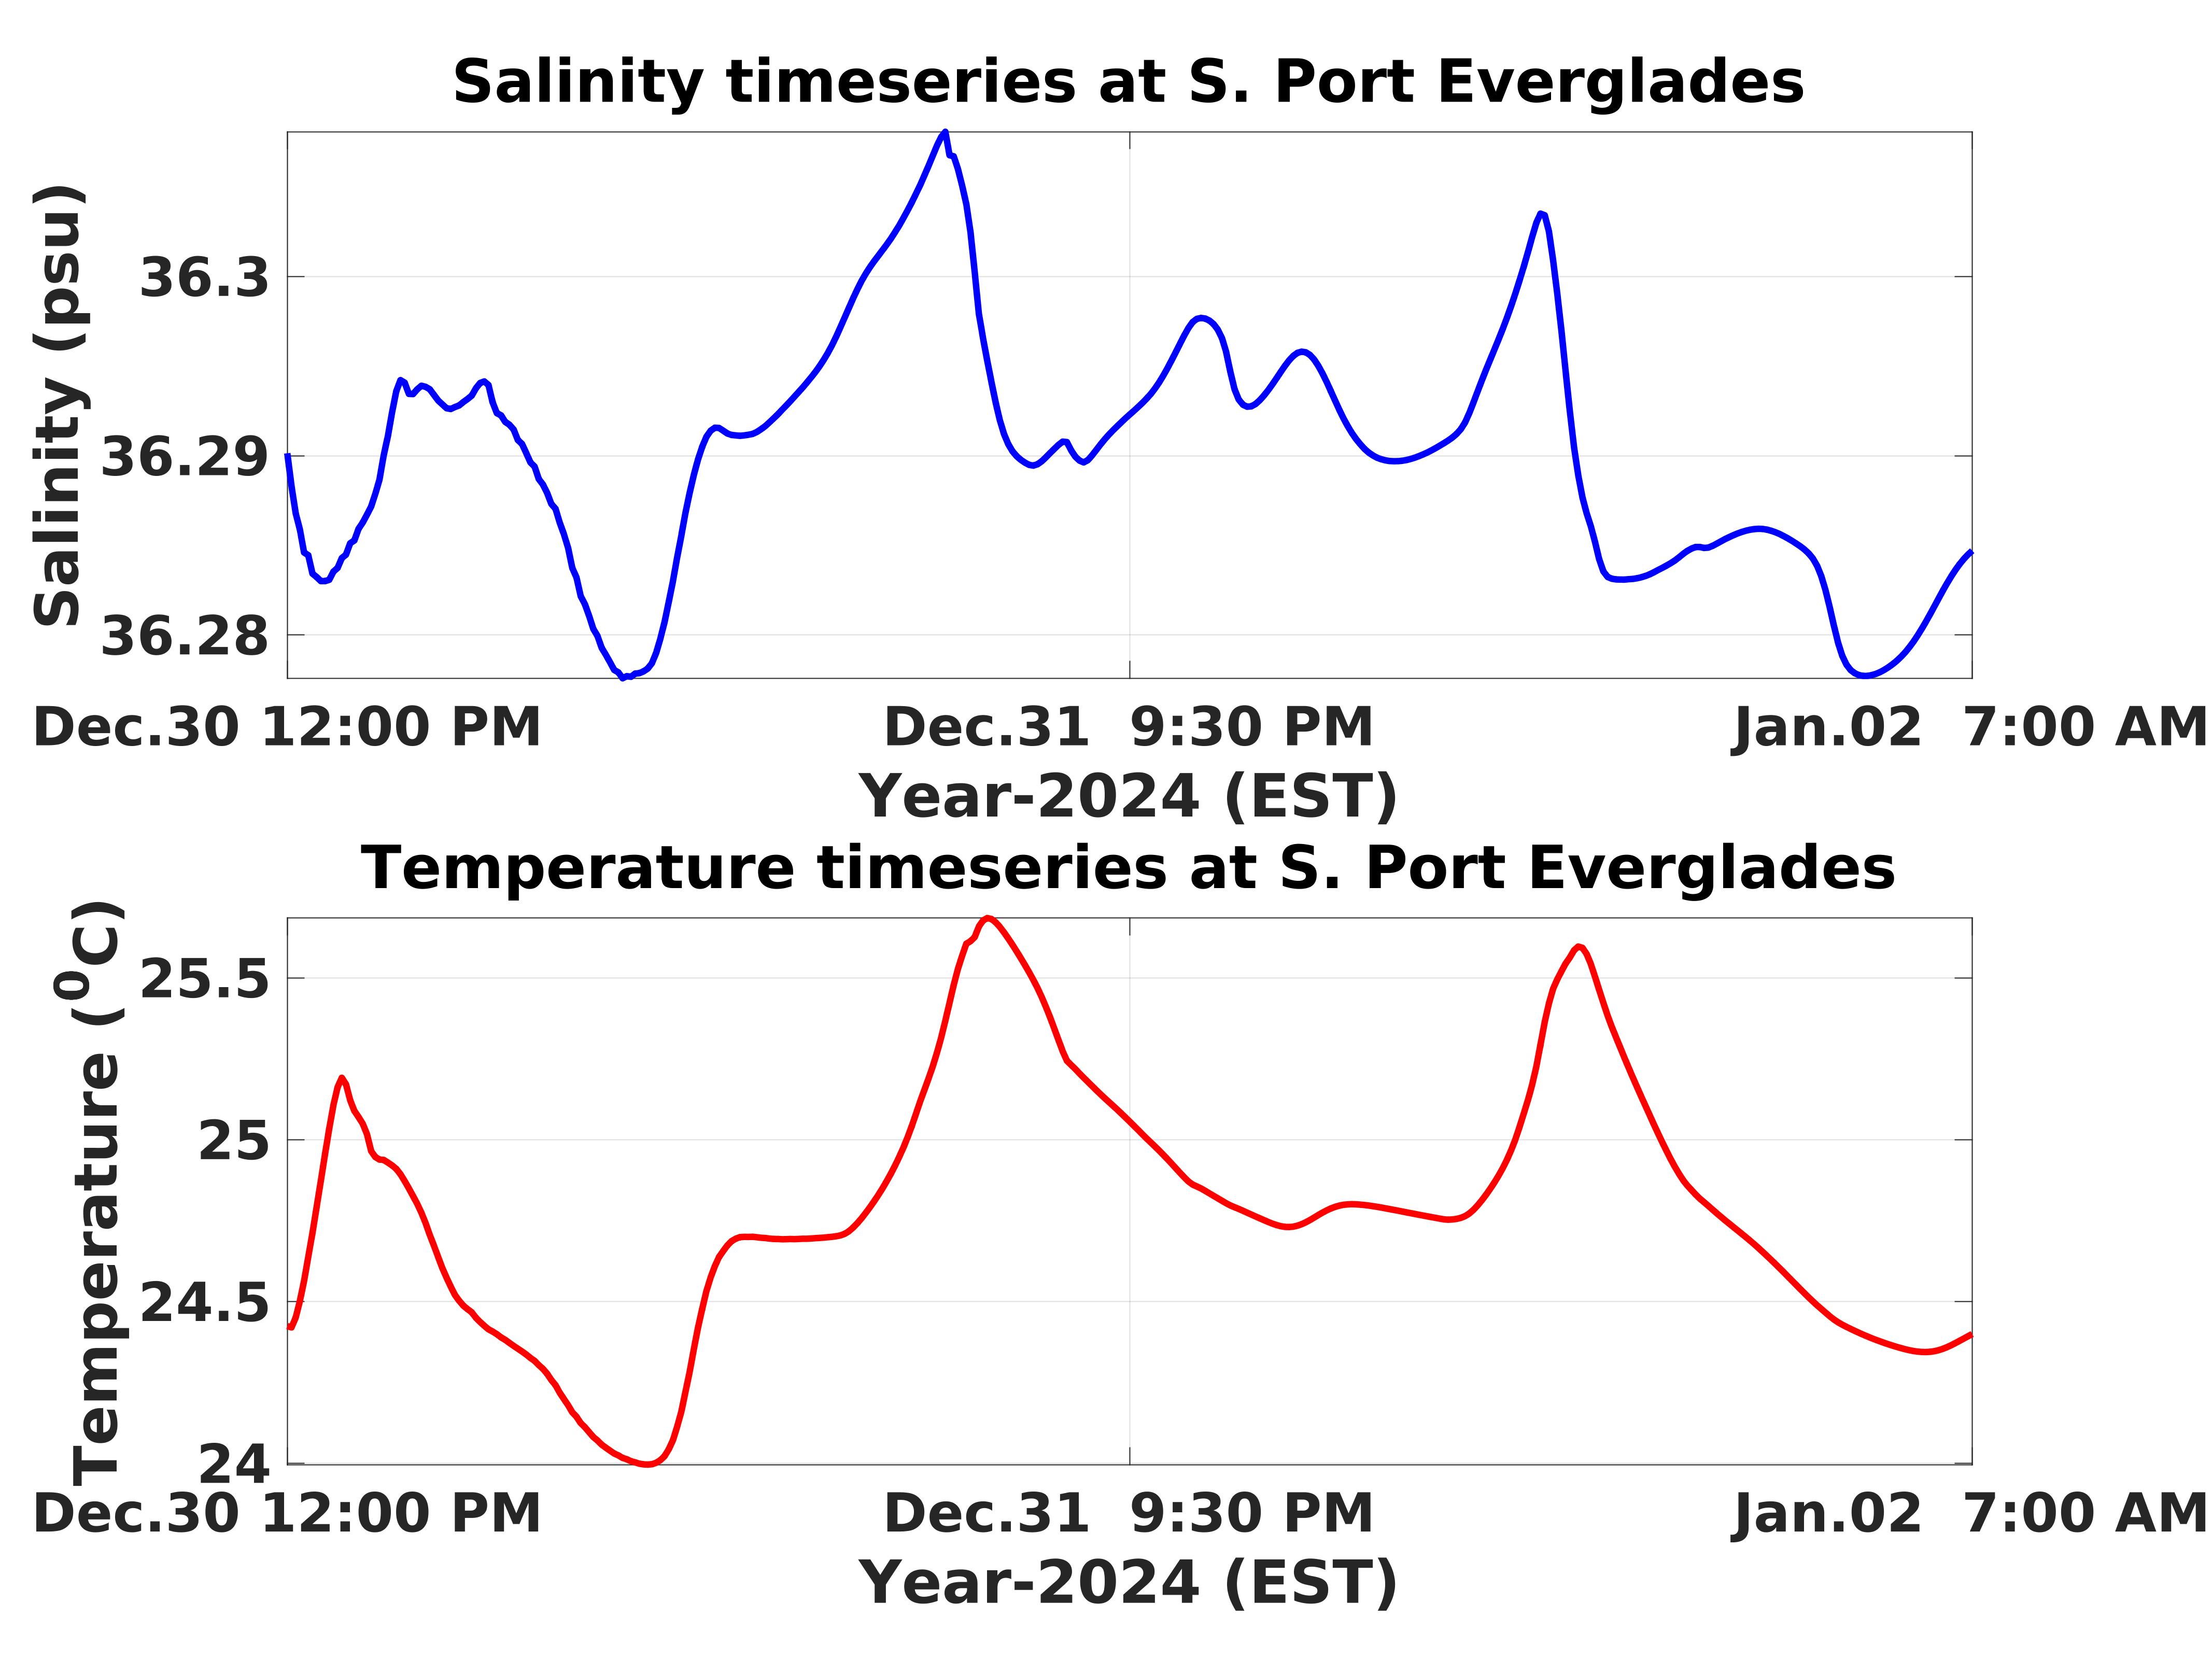 Salinity timeseries at S. Port Everglades
Salinity (psu)
36.3
36.29
36.28
Dec.30 12:00 PM Dec.31 9:30 PM Jan.02 7:00 AM
Year-2024 (EST)
Temperature timeseries at S. Port Everglades
Temperature (⁰C)
25.5
25
24.5
24
Dec.30 12:00 PM Dec.31 9:30 PM Jan.02 7:00 AM
Year-2024 (EST)